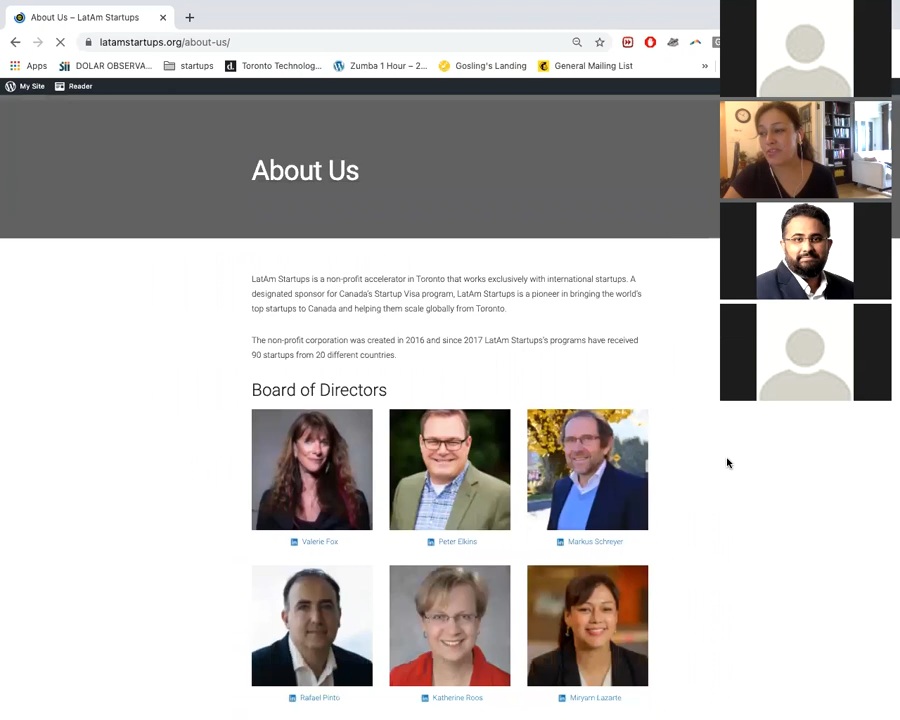 About Us – LatAm Startups
latamstartups.org/about-us/
Apps
DOLAR OBSERVA...
startups
Toronto Technolog...
Zumba 1 Hour – 2...
Gosling's Landing
General Mailing List
»
My Site
Reader
About Us
LatAm Startups is a non-profit accelerator in Toronto that works exclusively with international startups. A
designated sponsor for Canada's Startup Visa program, LatAm Startups is a pioneer in bringing the world's
top startups to Canada and helping them scale globally from Toronto.
The non-profit corporation was created in 2016 and since 2017 LatAm Startups's programs have received
90 startups from 20 different countries.
Board of Directors
Valerie Fox
Peter Elkins
Markus Schreyer
Rafael Pinto
Katherine Roos
Miryam Lazarte